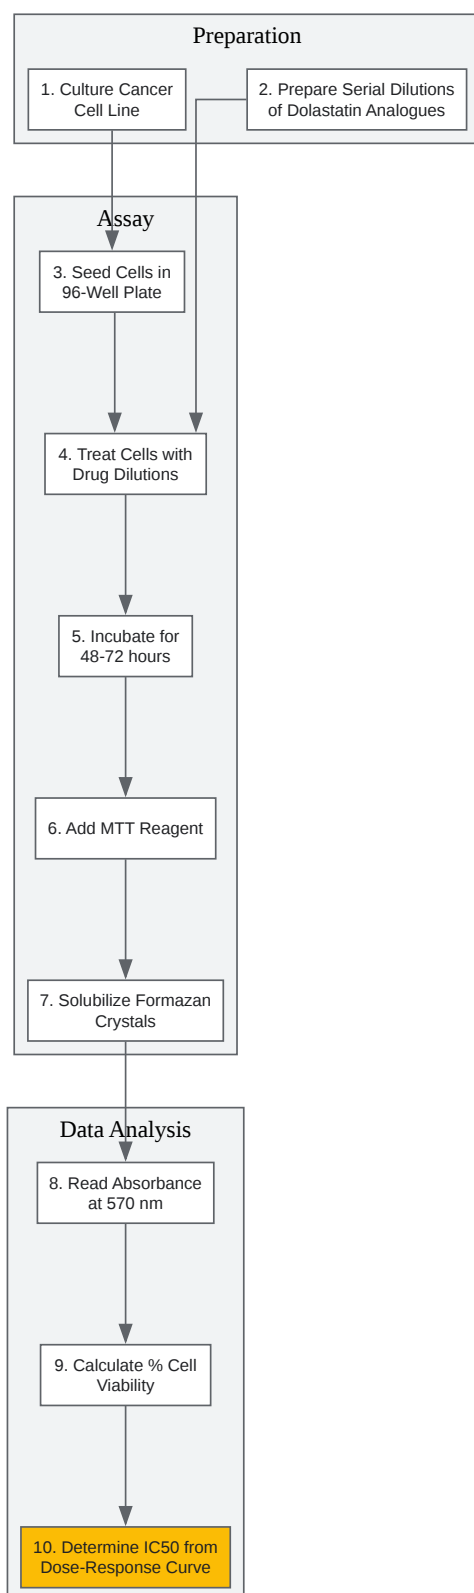 Preparation
1. Culture Cancer
Cell Line
2. Prepare Serial Dilutions
of Dolastatin Analogues
Assay
3. Seed Cells in
96-Well Plate
4. Treat Cells with
Drug Dilutions
5. Incubate for
48-72 hours
6. Add MTT Reagent
7. Solubilize Formazan
Crystals
Data Analysis
8. Read Absorbance
at 570 nm
9. Calculate % Cell
Viability
10. Determine IC50 from
Dose-Response Curve